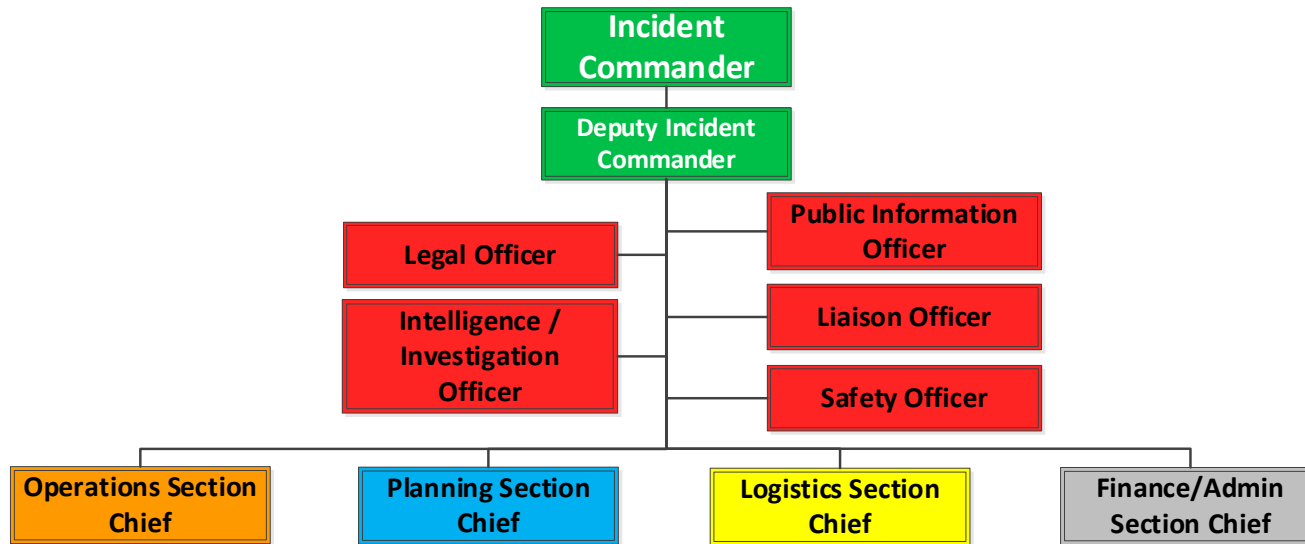 Incident
Commander
Deputy Incident
Commander
Public Information
Officer
Legal Officer
Intelligence /
Investigation
Officer
Liaison Officer
Safety Officer
Operations Section
Chief
Planning Section
Chief
Logistics Section
Chief
Finance/Admin
Section Chief